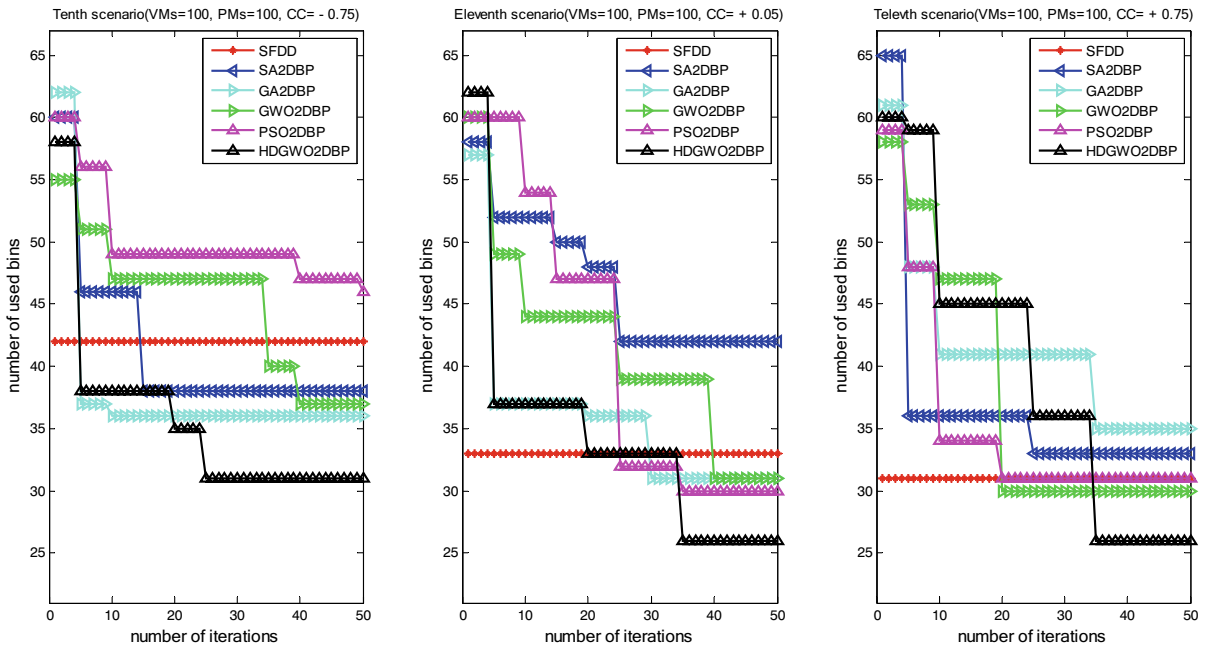 Tenth scenario(VMs=100, PMs=100, CC= - 0.75)
65
60
55
50
45
40
35
30
25
0
10
20
30
40
50
number of used bins
number of iterations
SFDD
SA2DBP
GA2DBP
GWO2DBP
PSO2DBP
HDGWO2DBP
Eleventh scenario(VMs=100, PMs=100, CC= + 0.05)
65
60
55
50
45
40
35
30
25
0
10
20
30
40
50
number of used bins
number of iterations
SFDD
SA2DBP
GA2DBP
GWO2DBP
PSO2DBP
HDGWO2DBP
Televth scenario(VMs=100, PMs=100, CC= + 0.75)
65
60
55
50
45
40
35
30
25
0
10
20
30
40
50
number of used bins
number of iterations
SFDD
SA2DBP
GA2DBP
GWO2DBP
PSO2DBP
HDGWO2DBP